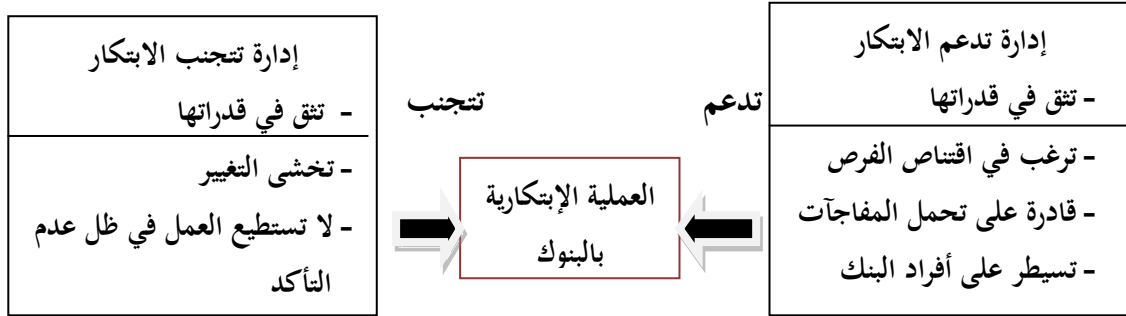 إدارة تدعم الابتكار
- تثق في قدراتها
- ترغب في اقتناص الفرص
- قادرة على تحمل المفاجآت
- تسيطر على أفراد البنك
تدعم
العملية الإبتكارية
بالبنوك
تتجنب
إدارة تتجنب الابتكار
- تثق في قدراتها
- تخشى التغيير
- لا تستطيع العمل في ظل عدم
التأكد